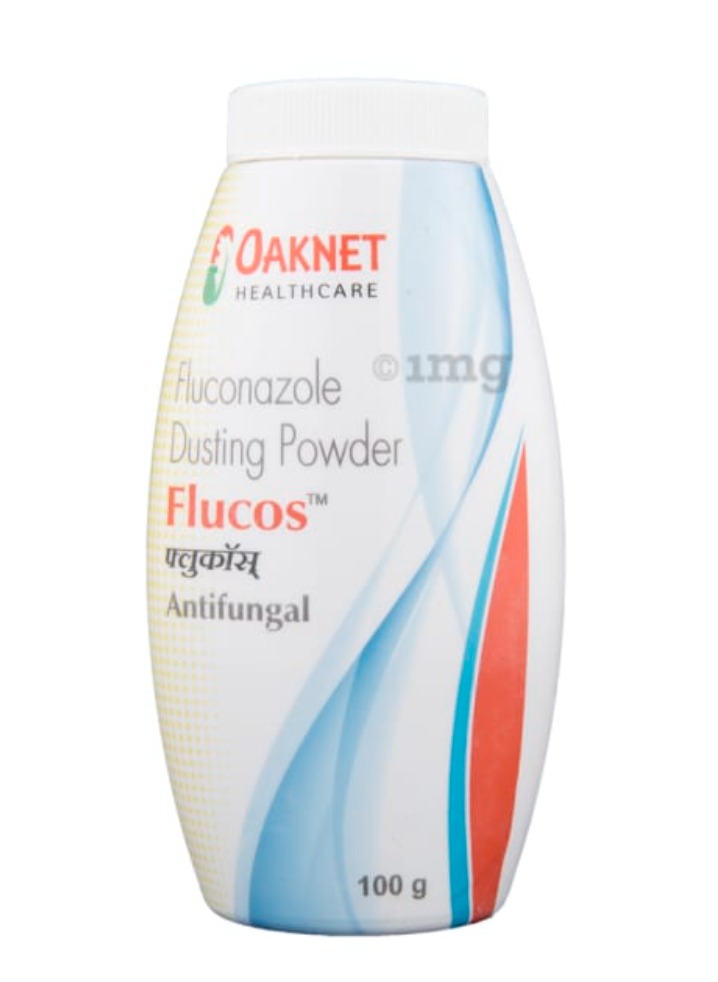 OAKNET
HEALTHCARE
©1mg
Fluconazole
Dusting Powder
Flucos™
फ्लुकॉस्
Antifungal
100 g